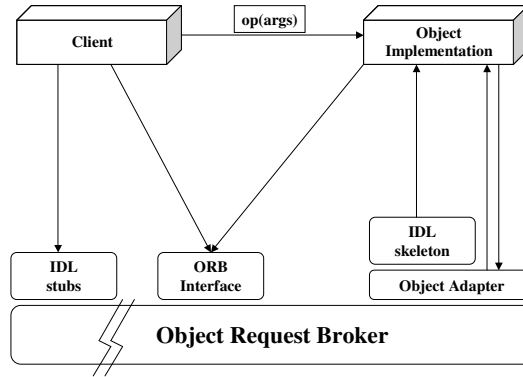 op(args)
Client
Object
Implementation
IDL
stubs
ORB
Interface
IDL
skeleton
Object Adapter
Object Request Broker